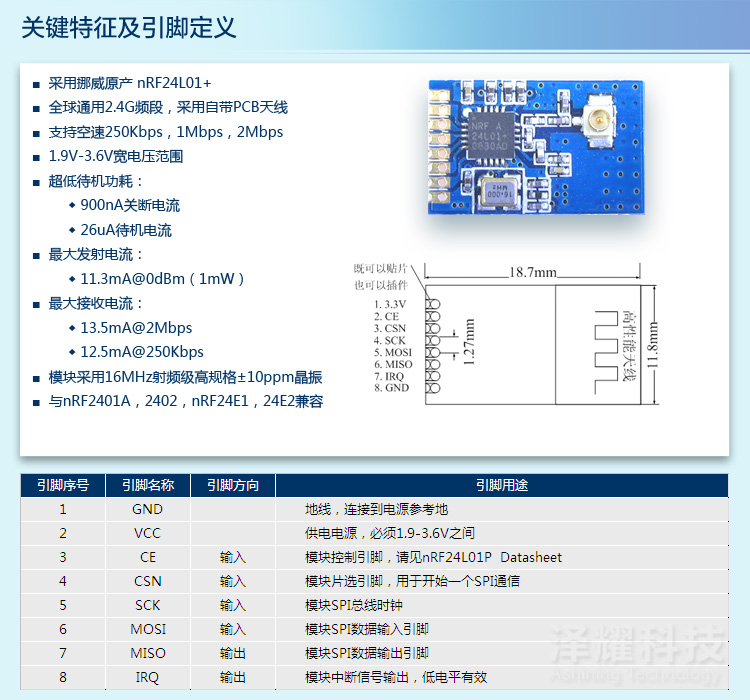 关键特征及引脚定义
采用挪威原产 nRF24L01+
全球通用2.4G频段，采用自带PCB天线
支持空速250Kbps，1Mbps，2Mbps
1.9V-3.6V宽电压范围
超低待机功耗：
900nA关断电流
26uA待机电流
最大发射电流：
11.3mA@0dBm（1mW）
最大接收电流：
13.5mA@2Mbps
12.5mA@250Kbps
模块采用16MHz射频级高规格±10ppm晶振
与nRF2401A，2402，nRF24E1，24E2兼容
NRF A
24L01+
0630AD
16.000
MHz
既可以贴片
也可以插件
18.7mm
1. 3.3V
2. CE
3. CSN
4. SCK
5. MOSI
6. MISO
7. IRQ
8. GND
1.27mm
高性能天线
11.8mm
引脚序号 引脚名称 引脚方向 引脚用途
1 GND 地线，连接到电源参考地
2 VCC 供电电源，必须1.9-3.6V之间
3 CE 输入 模块控制引脚，请见nRF24L01P Datasheet
4 CSN 输入 模块片选引脚，用于开始一个SPI通信
5 SCK 输入 模块SPI总线时钟
6 MOSI 输入 模块SPI数据输入引脚
7 MISO 输出 模块SPI数据输出引脚
8 IRQ 输出 模块中断信号输出，低电平有效
泽耀科技
Ashining Technology